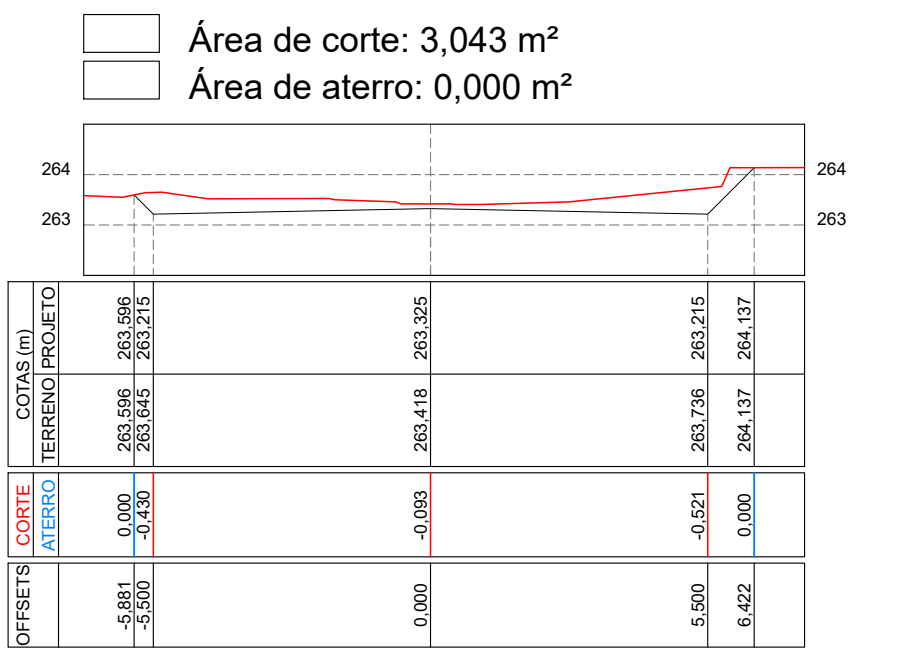 Área de corte: 3,043 m²
Área de aterro: 0,000 m²
264 264
263 263
COTAS (m)
PROJETO 263,596 263,215 263,325 263,215 264,137
TERRENO 263,596 263,645 263,418 263,736 264,137
CORTE
ATERRO 0,000 -0,430 -0,093 -0,521 0,000
OFFSETS -5,881 -5,500 0,000 5,500 6,422